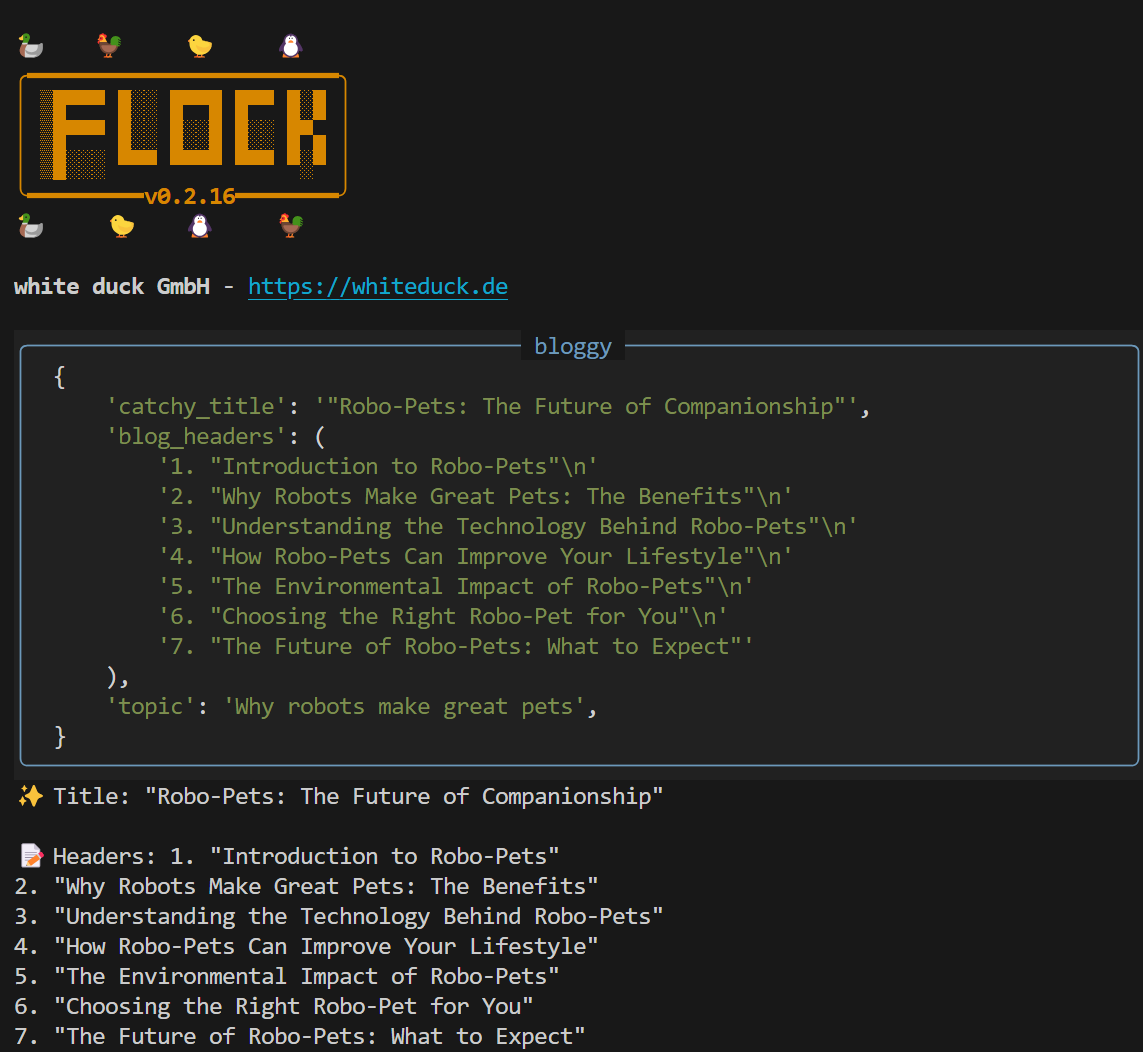 FLOCK
v0.2.16
white duck GmbH - https://whiteduck.de
bloggy
{
'catchy_title': '"Robo-Pets: The Future of Companionship"',
'blog_headers': (
'1. "Introduction to Robo-Pets"\n'
'2. "Why Robots Make Great Pets: The Benefits"\n'
'3. "Understanding the Technology Behind Robo-Pets"\n'
'4. "How Robo-Pets Can Improve Your Lifestyle"\n'
'5. "The Environmental Impact of Robo-Pets"\n'
'6. "Choosing the Right Robo-Pet for You"\n'
'7. "The Future of Robo-Pets: What to Expect"'
),
'topic': 'Why robots make great pets',
}
✨ Title: "Robo-Pets: The Future of Companionship"
📝 Headers: 1. "Introduction to Robo-Pets"
2. "Why Robots Make Great Pets: The Benefits"
3. "Understanding the Technology Behind Robo-Pets"
4. "How Robo-Pets Can Improve Your Lifestyle"
5. "The Environmental Impact of Robo-Pets"
6. "Choosing the Right Robo-Pet for You"
7. "The Future of Robo-Pets: What to Expect"